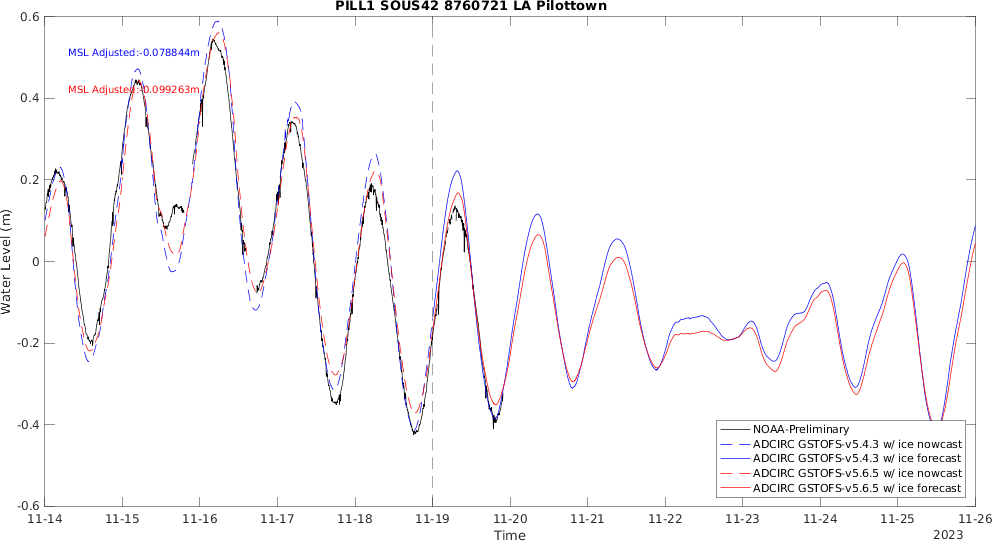 PILL1 SOUS42 8760721 LA Pilottown
MSL Adjusted:-0.078844m
MSL Adjusted:-0.099263m
Water Level (m)
0.6
0.4
0.2
0
-0.2
-0.4
-0.6
NOAA-Preliminary
ADCIRC GSTOFS-v5.4.3 w/ ice nowcast
ADCIRC GSTOFS-v5.4.3 w/ ice forecast
ADCIRC GSTOFS-v5.6.5 w/ ice nowcast
ADCIRC GSTOFS-v5.6.5 w/ ice forecast
11-14 11-15 11-16 11-17 11-18 11-19 11-20 11-21 11-22 11-23 11-24 11-25 11-26
Time
2023